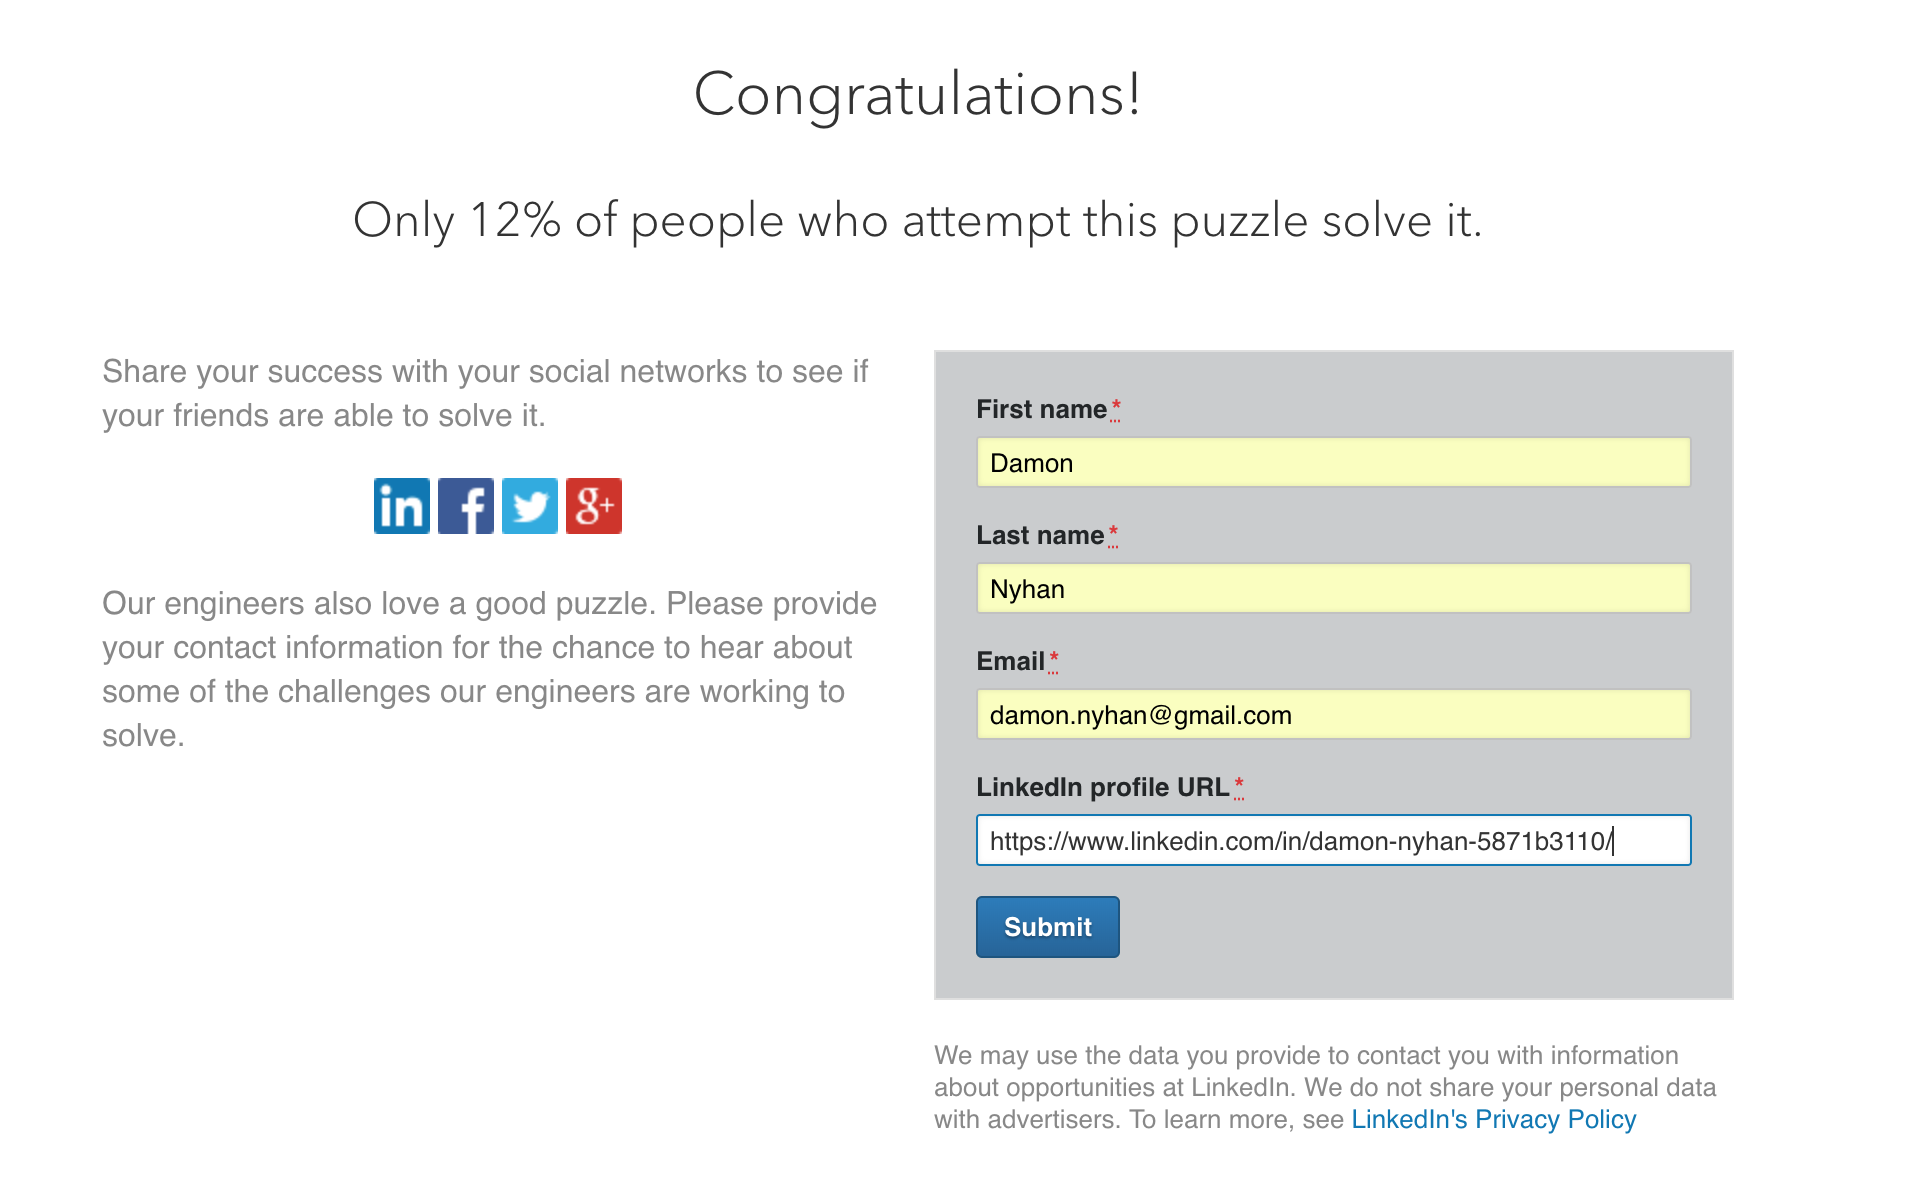 Congratulations!
Only 12% of people who attempt this puzzle solve it.
Share your success with your social networks to see if
your friends are able to solve it.
in f g+
Our engineers also love a good puzzle. Please provide
your contact information for the chance to hear about
some of the challenges our engineers are working to
solve.
First name*
Damon
Last name*
Nyhan
Email*
damon.nyhan@gmail.com
LinkedIn profile URL*
https://www.linkedin.com/in/damon-nyhan-5871b3110/
Submit
We may use the data you provide to contact you with information
about opportunities at LinkedIn. We do not share your personal data
with advertisers. To learn more, see LinkedIn's Privacy Policy